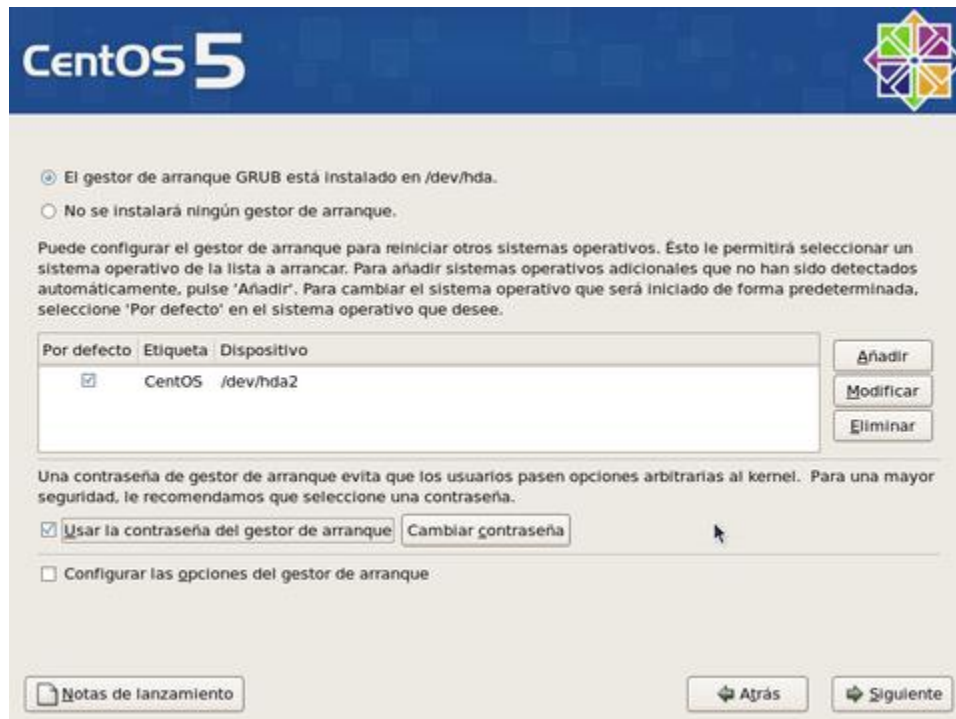 CentOS 5
El gestor de arranque GRUB está instalado en /dev/hda.
No se instalará ningún gestor de arranque.
Puede configurar el gestor de arranque para reiniciar otros sistemas operativos. Ésto le permitirá seleccionar un
sistema operativo de la lista a arrancar. Para añadir sistemas operativos adicionales que no han sido detectados
automáticamente, pulse 'Añadir'. Para cambiar el sistema operativo que será iniciado de forma predeterminada,
seleccione 'Por defecto' en el sistema operativo que desee.
Por defecto Etiqueta Dispositivo
CentOS /dev/hda2
Añadir
Modificar
Eliminar
Una contraseña de gestor de arranque evita que los usuarios pasen opciones arbitrarias al kernel. Para una mayor
seguridad, le recomendamos que seleccione una contraseña.
Usar la contraseña del gestor de arranque Cambiar contraseña
Configurar las opciones del gestor de arranque
Notas de lanzamiento Atrás Siguiente